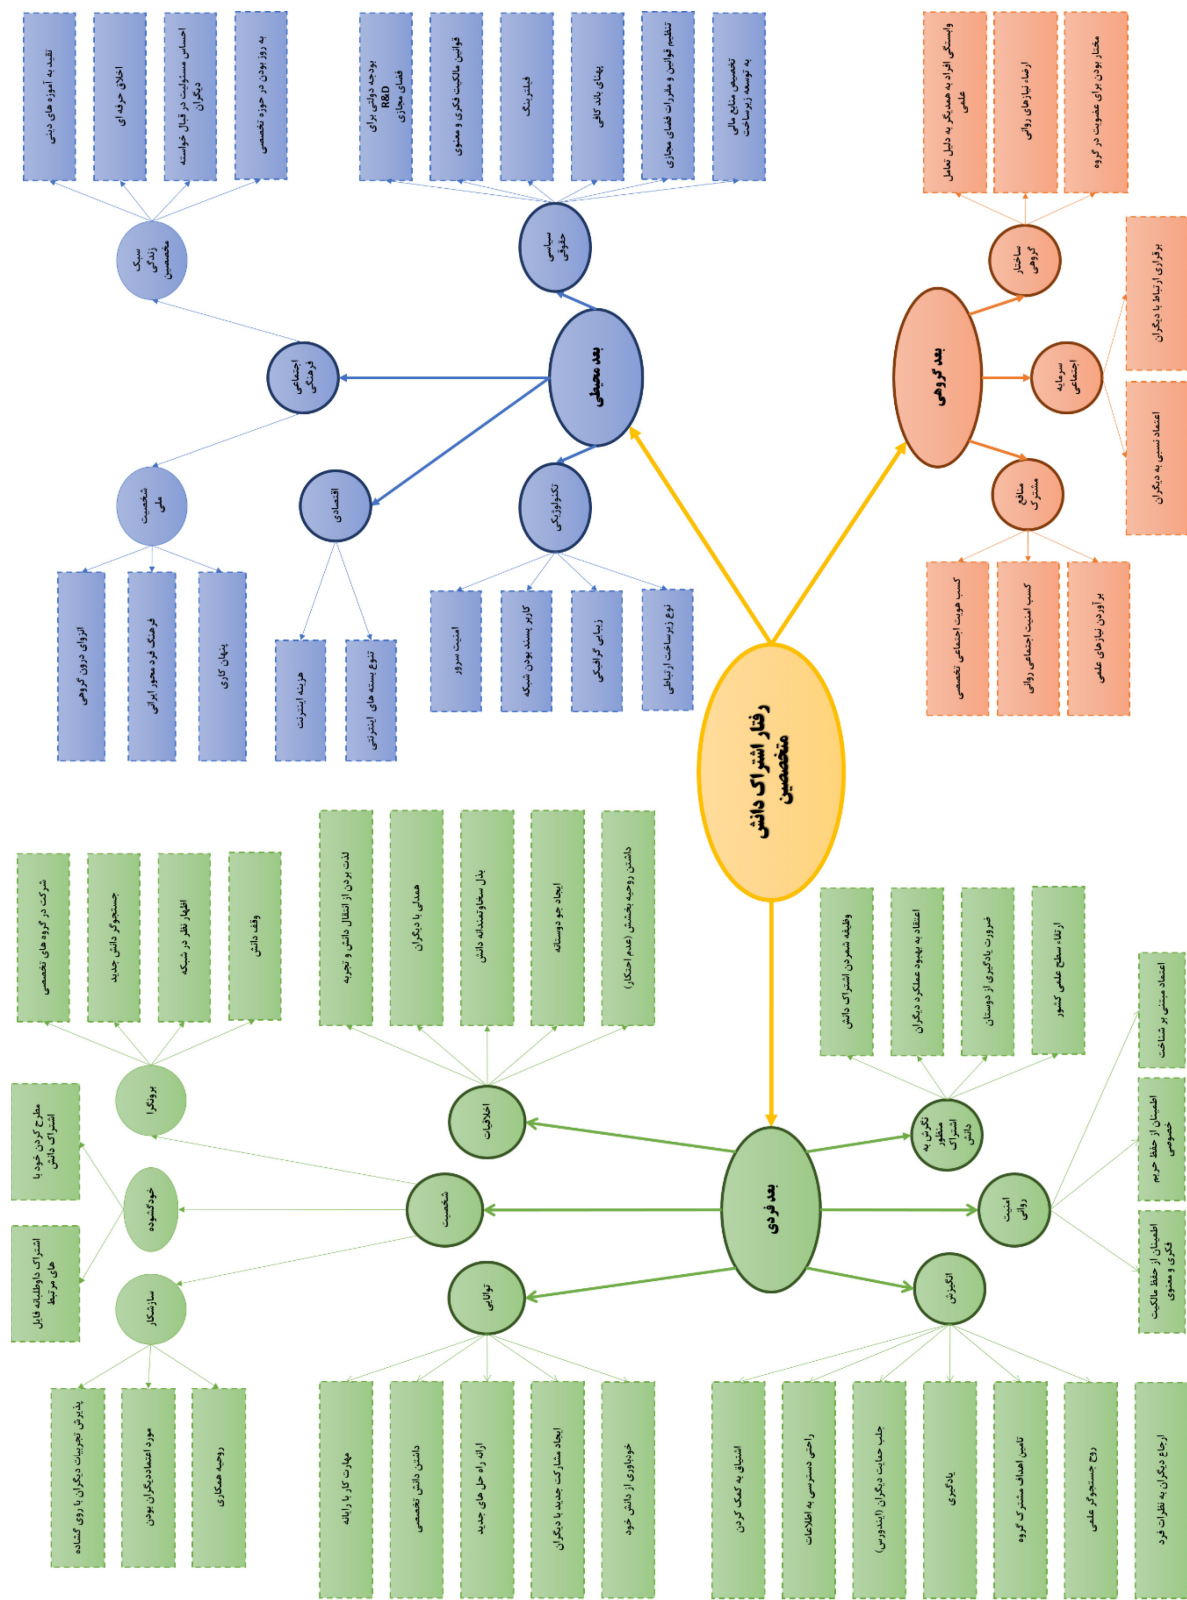 رفتار اشتراک دانش
متخصصین
بعد گروهی
ساختار
گروهی
مختار بودن برای عضویت در گروه
ارضاء نیازهای روانی
وابستگی افراد به همدیگر به دلیل تعامل
علمی
سرمایه
اجتماعی
برقراری ارتباط با دیگران
اعتماد نسبی به دیگران
منافع
مشترک
کسب هویت اجتماعی تخصصی
کسب امنیت اجتماعی روانی
برآوردن نیازهای علمی
بعد محیطی
سیاسی
حقوقی
بودجه دولتی برای
R&D
فضای مجازی
قوانین مالکیت فکری و معنوی
فیلترینگ
پهنای باند کافی
تنظیم قوانین و مقررات فضای مجازی
تخصیص منابع مالی
به توسعه زیرساخت
اجتماعی
فرهنگی
سبک
زندگی
مخصصین
تقید به آموزه های دینی
اخلاق حرفه ای
احساس مسئولیت در قبال خواسته
دیگران
به روز بودن در حوزه تخصصی
شخصیت
ملی
انزوای درون گروهی
فرهنگ فرد محور ایرانی
پنهان کاری
اقتصادی
هزینه اینترنت
تنوع بسته های اینترنتی
تکنولوژیکی
امنیت سرور
کاربر پسند بودن شبکه
زیبایی گرافیکی
نوع زیرساخت ارتباطی
بعد فردی
اخلاقیات
لذت بردن از انتقال دانش و تجربه
همدلی با دیگران
بذل سخاوتمندانه دانش
ایجاد جو دوستانه
داشتن روحیه بخشش (عدم احتکار)
شخصیت
برونگرا
شرکت در گروه های تخصصی
جستجوگر دانش جدید
اظهار نظر در شبکه
وقف دانش
خودگشوده
مطرح کردن خود با
اشتراک دانش
اشتراک داوطلبانه فایل
های مرتبط
سازشکار
پذیرش تجربیات دیگران با روی گشاده
مورد اعتماددیگران بودن
روحیه همکاری
توانایی
مهارت کار با رایانه
داشتن دانش تخصصی
ارائه راه حل های جدید
ایجاد مشارکت جدید با دیگران
خودباوری از دانش خود
نگرش به
منظور
اشتراک
دانش
وظیفه شمردن اشتراک دانش
اعتقاد به بهبود عملکرد دیگران
ضرورت یادگیری از دوستان
ارتقاء سطح علمی کشور
امنیت
روانی
اعتماد مبتنی بر شناخت
اطمینان از حفظ حریم
خصوصی
اطمینان از حفظ مالکیت
فکری و معنوی
انگیزش
اشتیاق به کمک کردن
راحتی دسترسی به اطلاعات
جلب حمایت دیگران (ایندورس)
یادگیری
تامین اهداف مشترک گروه
روح جستجوگر علمی
ارجاع دیگران به نظرات فرد